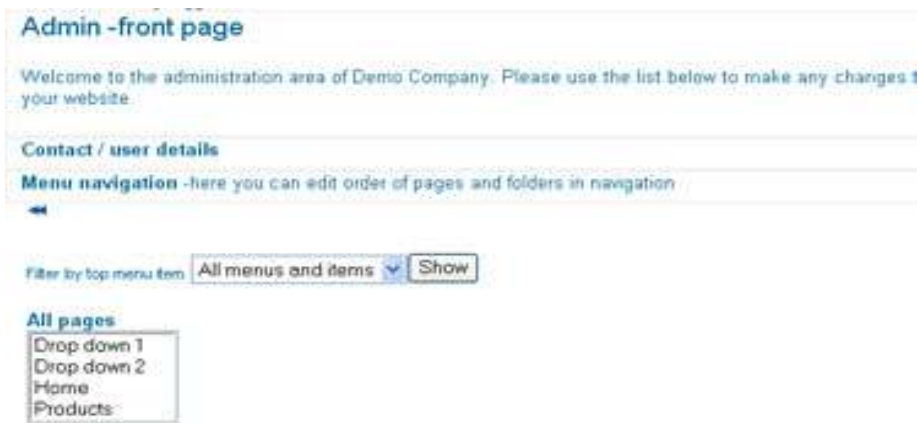 Admin -front page
Welcome to the administration area of Demo Company. Please use the list below to make any changes t
your website
Contact / user details
Menu navigation -here you can edit order of pages and folders in navigation
Filter by top menu item All menus and items Show
All pages
Drop down 1
Drop down 2
Home
Products